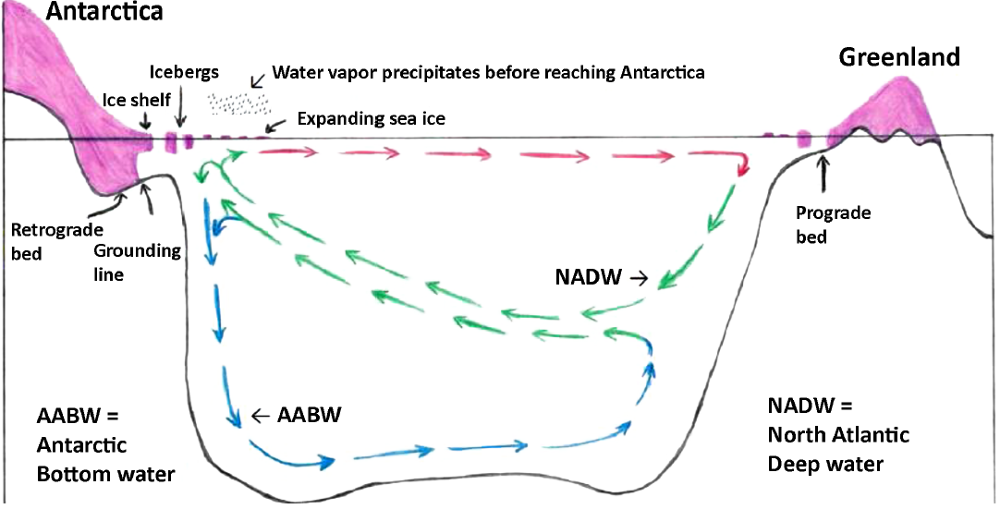 Antarctica
Greenland
Icebergs
Water vapor precipitates before reaching Antarctica
Ice shelf
Expanding sea ice
Retrograde
bed
Grounding
line
Prograde
bed
NADW →
← AABW
AABW =
Antarctic
Bottom water
NADW =
North Atlantic
Deep water